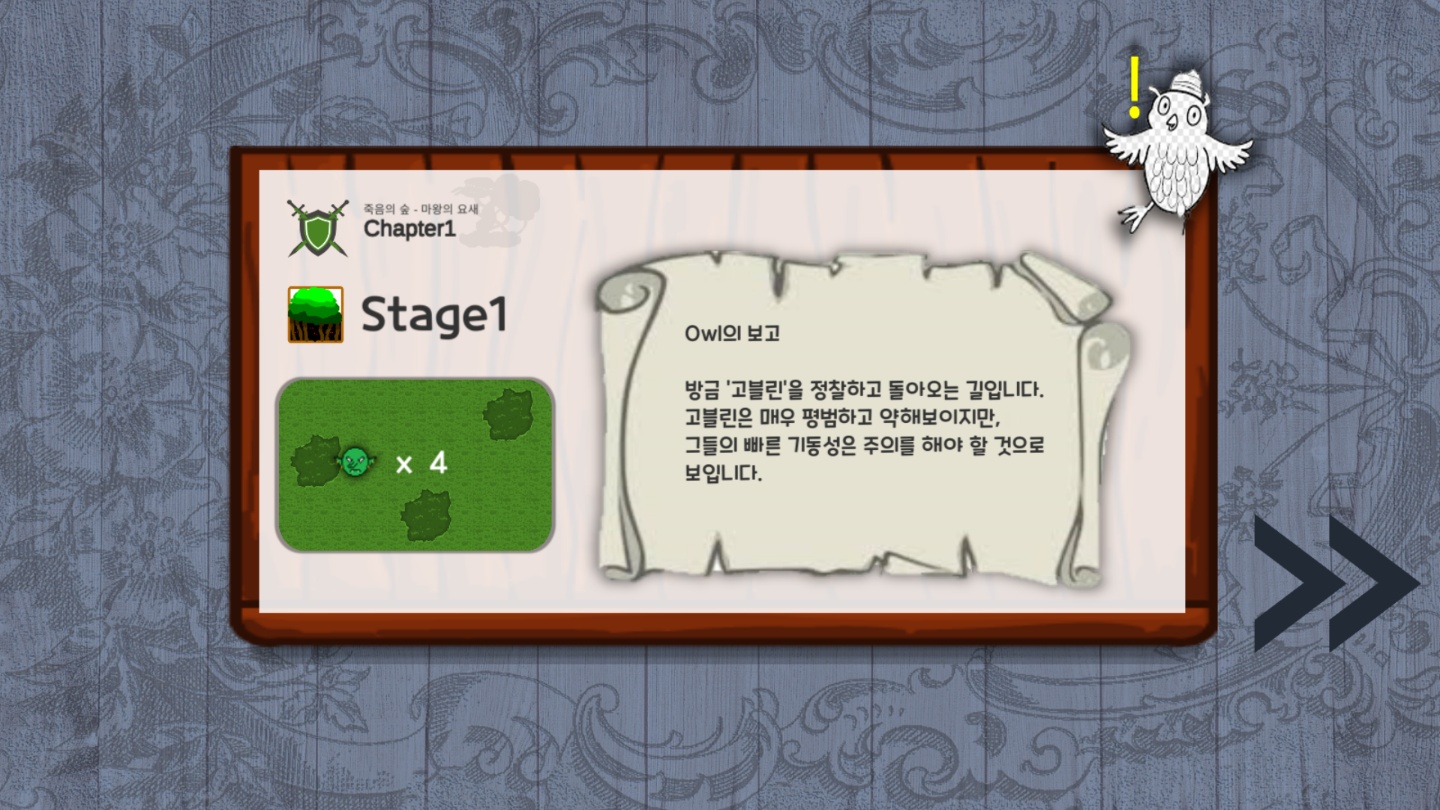 !
죽음의 숲 - 마왕의 요새
Chapter1
Stage1
x 4
Owl의 보고
방금 '고블린'을 정찰하고 돌아오는 길입니다.
고블린은 매우 평범하고 약해보이지만,
그들의 빠른 기동성은 주의를 해야 할 것으로
보입니다.